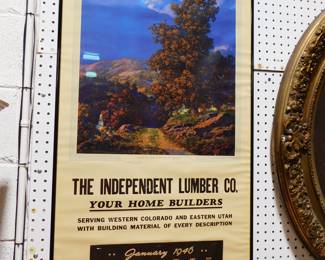 THE INDEPENDENT LUMBER CO.
YOUR HOME BUILDERS
SERVING WESTERN COLORADO AND EASTERN UTAH
WITH BUILDING MATERIAL OF EVERY DESCRIPTION
January 1946